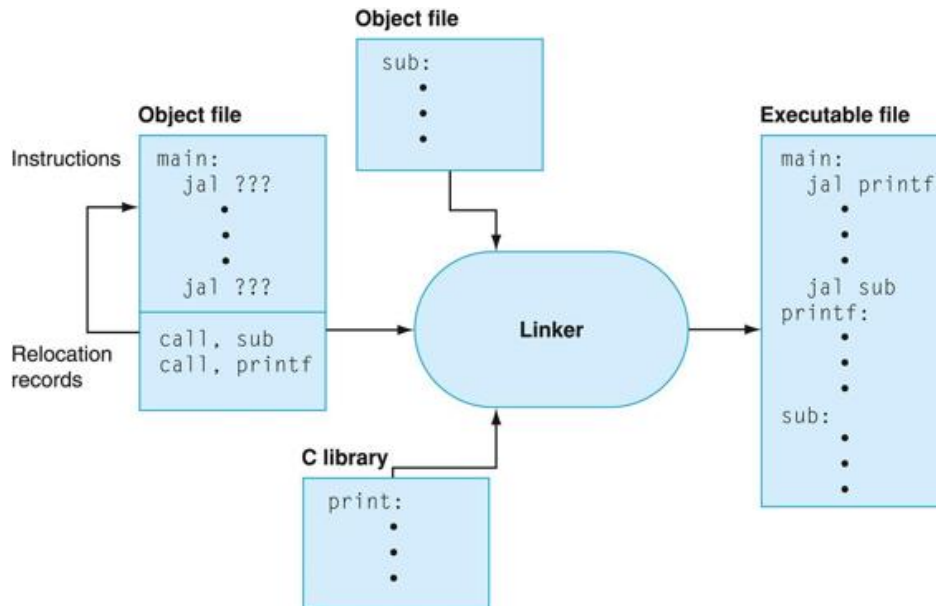 Object file
sub:
Object file
Instructions
main:
jal ???
jal ???
Relocation records
call, sub
call, printf
Linker
C library
print:
Executable file
main:
jal printf
jal sub
printf:
sub: